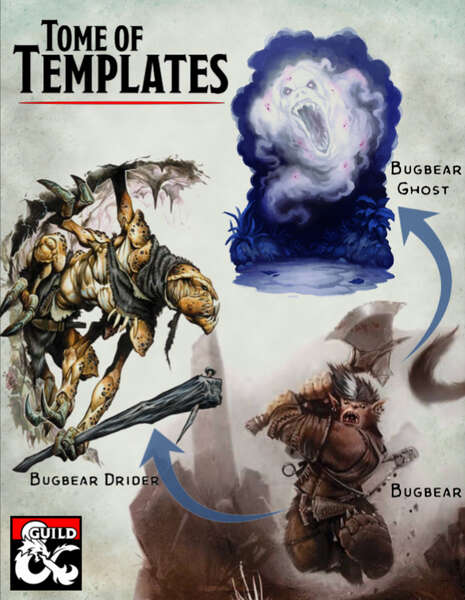 TOME OF
TEMPLATES
BUGBEAR
GHOST
BUGBEAR DRIDER
BUGBEAR
GUILD